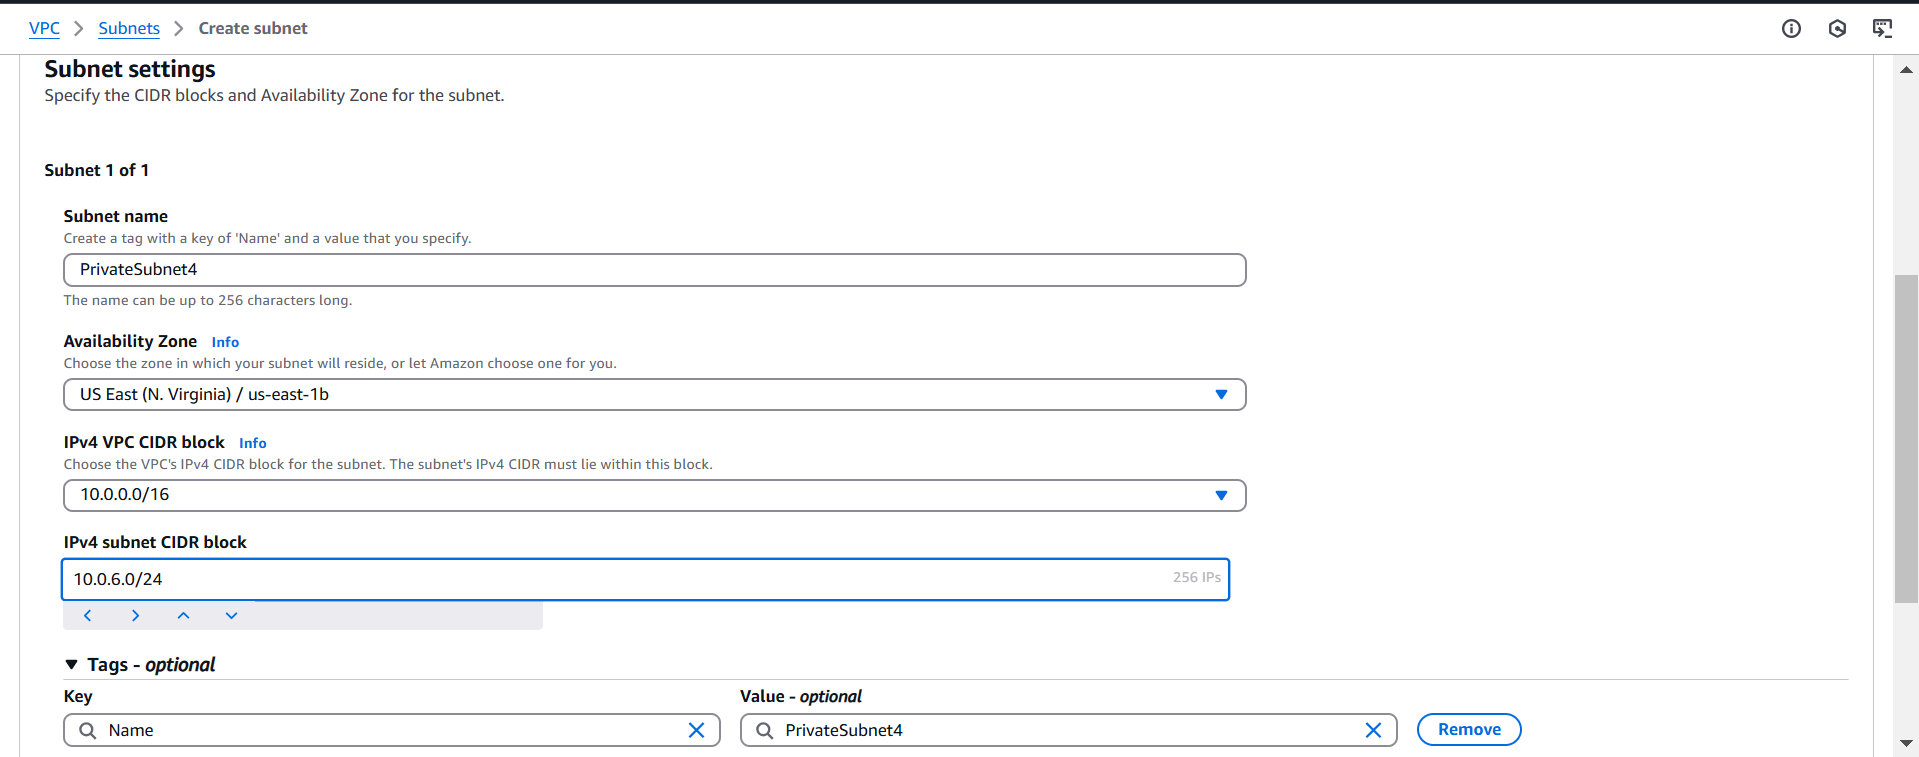 VPC > Subnets > Create subnet
Subnet settings
Specify the CIDR blocks and Availability Zone for the subnet.
Subnet 1 of 1
Subnet name
Create a tag with a key of 'Name' and a value that you specify.
PrivateSubnet4
The name can be up to 256 characters long.
Availability Zone Info
Choose the zone in which your subnet will reside, or let Amazon choose one for you.
US East (N. Virginia) / us-east-1b
IPv4 VPC CIDR block Info
Choose the VPC's IPv4 CIDR block for the subnet. The subnet's IPv4 CIDR must lie within this block.
10.0.0.0/16
IPv4 subnet CIDR block
10.0.6.0/24 256 IPs
Tags - optional
Key Value - optional
Name PrivateSubnet4 Remove